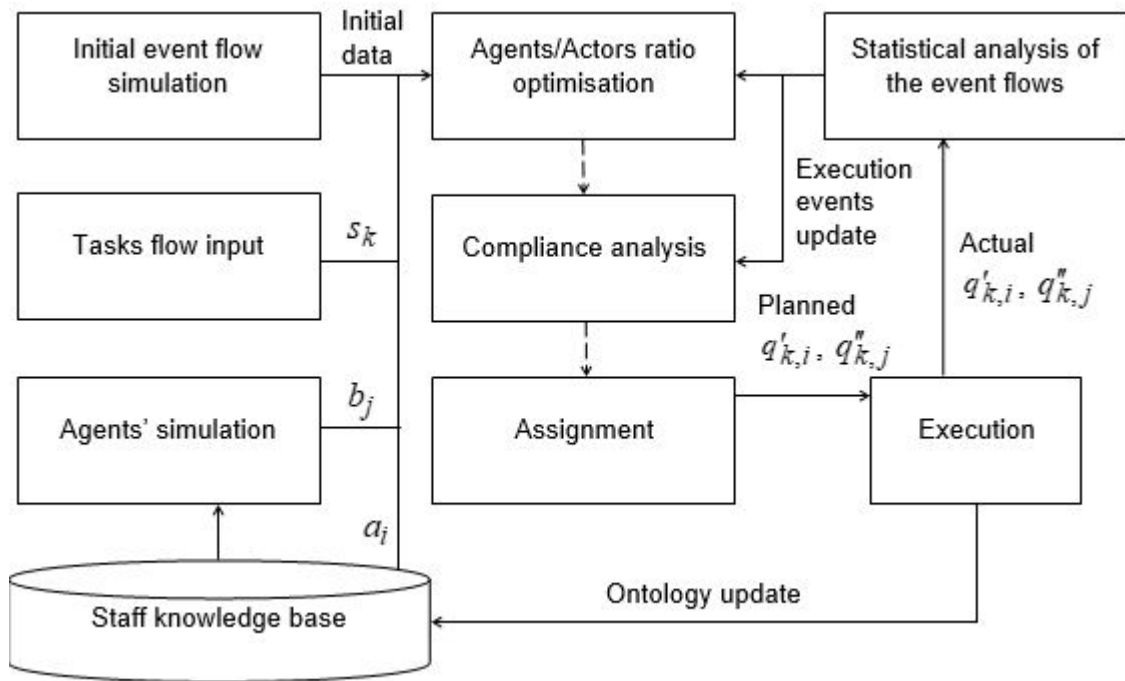 Initial event flow
simulation
Initial
data
Agents/Actors ratio
optimisation
Statistical analysis of
the event flows
Tasks flow input
s_k
Compliance analysis
Execution
events
update
Actual
q'_{k,i}, q''_{k,j}
Planned
q'_{k,i}, q''_{k,j}
Agents’ simulation
b_j
Assignment
Execution
a_i
Staff knowledge base
Ontology update